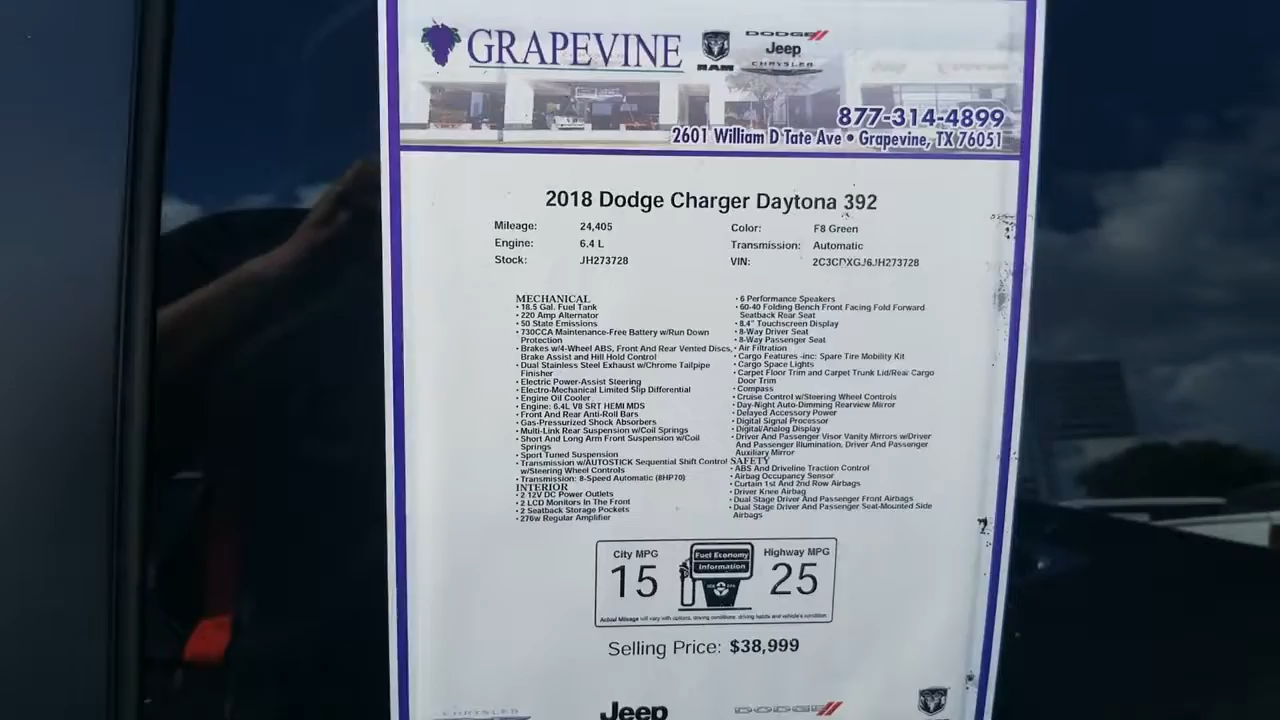 GRAPEVINE
RAM
DODGE
Jeep
CHRYSLER
877-314-4899
2601 William D Tate Ave • Grapevine, TX 76051
2018 Dodge Charger Daytona 392
Mileage: 24,405
Engine: 6.4 L
Stock: JH273728
Color: F8 Green
Transmission: Automatic
VIN: 2C3CDXGJ6JH273728
MECHANICAL
• 18.5 Gal. Fuel Tank
• 220 Amp Alternator
• 50 State Emissions
• 730CCA Maintenance-Free Battery w/Run Down
Protection
• Brakes w/4-Wheel ABS, Front And Rear Vented Discs,
Brake Assist and Hill Hold Control
• Dual Stainless Steel Exhaust w/Chrome Tailpipe
Finisher
• Electric Power-Assist Steering
• Electro-Mechanical Limited Slip Differential
• Engine Oil Cooler
• Engine: 6.4L V8 SRT HEMI MDS
• Front And Rear Anti-Roll Bars
• Gas-Pressurized Shock Absorbers
• Multi-Link Rear Suspension w/Coil Springs
• Short And Long Arm Front Suspension w/Coil
Springs
• Sport Tuned Suspension
• Transmission w/AUTOSTICK Sequential Shift Control
w/Steering Wheel Controls
• Transmission: 8-Speed Automatic (8HP70)
INTERIOR
• 2 12V DC Power Outlets
• 2 LCD Monitors In The Front
• 2 Seatback Storage Pockets
• 276w Regular Amplifier
• 6 Performance Speakers
• 60-40 Folding Bench Front Facing Fold Forward
Seatback Rear Seat
• 8.4" Touchscreen Display
• 8-Way Driver Seat
• 8-Way Passenger Seat
• Air Filtration
• Cargo Features -inc: Spare Tire Mobility Kit
• Cargo Space Lights
• Carpet Floor Trim and Carpet Trunk Lid/Rear Cargo
Door Trim
• Compass
• Cruise Control w/Steering Wheel Controls
• Day-Night Auto-Dimming Rearview Mirror
• Delayed Accessory Power
• Digital Signal Processor
• Digital/Analog Display
• Driver And Passenger Visor Vanity Mirrors w/Driver
And Passenger Illumination, Driver And Passenger
Auxiliary Mirror
SAFETY
• ABS And Driveline Traction Control
• Airbag Occupancy Sensor
• Curtain 1st And 2nd Row Airbags
• Driver Knee Airbag
• Dual Stage Driver And Passenger Front Airbags
• Dual Stage Driver And Passenger Seat-Mounted Side
Airbags
City MPG
15
Fuel Economy
Information
Highway MPG
25
Actual Mileage will vary with options, driving conditions, driving habits and vehicle's condition.
Selling Price: $38,999
CHRYSLER
Jeep
DODGE